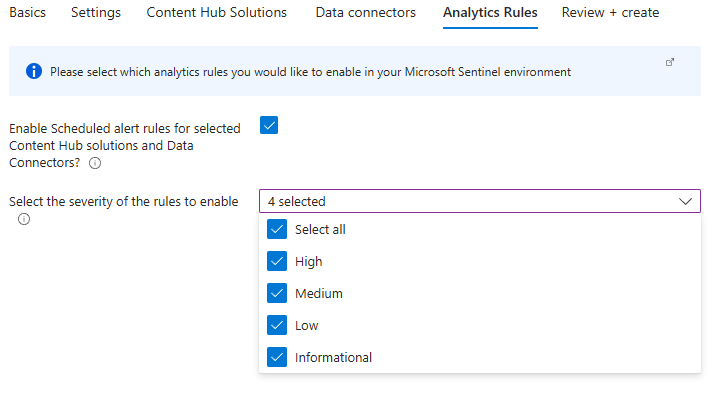 Basics Settings Content Hub Solutions Data connectors Analytics Rules Review + create
Please select which analytics rules you would like to enable in your Microsoft Sentinel environment
Enable Scheduled alert rules for selected
Content Hub solutions and Data
Connectors?
Select the severity of the rules to enable
4 selected
Select all
High
Medium
Low
Informational